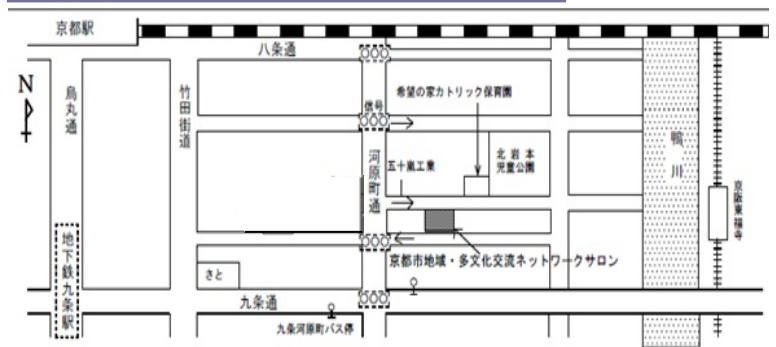 京都駅
八条通
N
烏丸通
竹田街道
信号
希望の家カトリック保育園
河原町通
五十嵐工業
北岩本
児童公園
鴨川
京阪東福寺
地下鉄九条駅
さと
京都市地域・多文化交流ネットワークサロン
九条通
九条河原町バス停